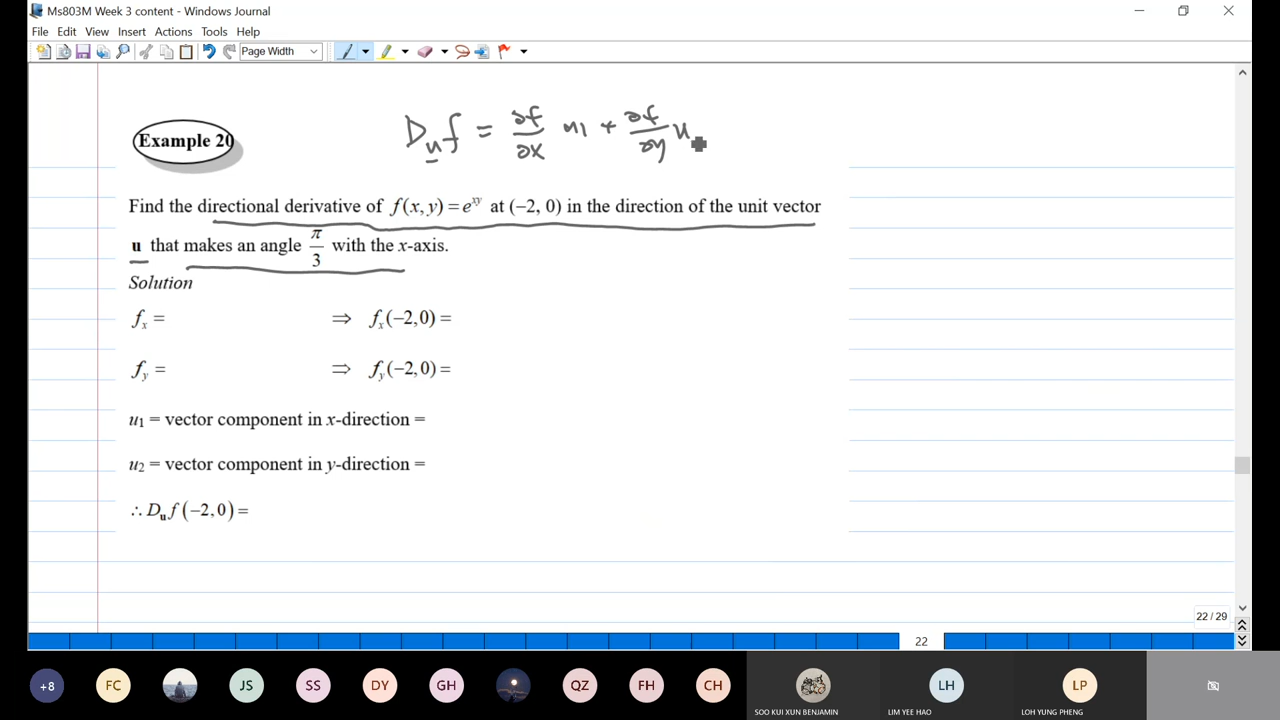 Ms803M Week 3 content - Windows Journal
File Edit View Insert Actions Tools Help
Page Width
D_u f = ∂f/∂x u1 + ∂f/∂y u
Example 20
Find the directional derivative of f(x, y) = e^{xy} at (−2, 0) in the direction of the unit vector
u that makes an angle π/3 with the x-axis.
Solution
f_x = ⇒ f_x(−2,0) =
f_y = ⇒ f_y(−2,0) =
u1 = vector component in x-direction =
u2 = vector component in y-direction =
∴ D_u f (−2,0) =
22 / 29
22
+8 FC JS SS DY GH QZ FH CH LH LP
SOO KUI XUN BENJAMIN LIM YEE HAO LOH YUNG PHENG